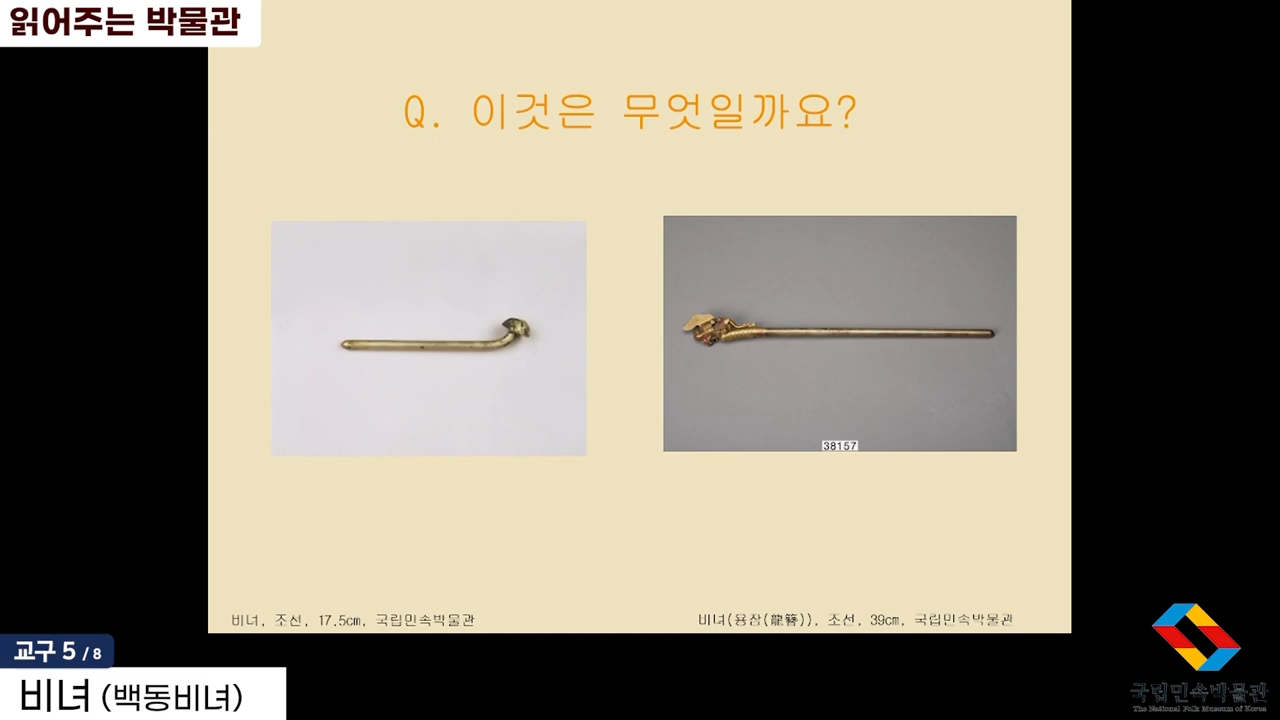 읽어주는 박물관
Q. 이것은 무엇일까요?
38157
비녀, 조선, 17.5cm, 국립민속박물관
비녀(용잠(龍簪)), 조선, 39cm, 국립민속박물관
교구 5 / 8
비녀 (백동비녀)
국립민속박물관
The National Folk Museum of Korea